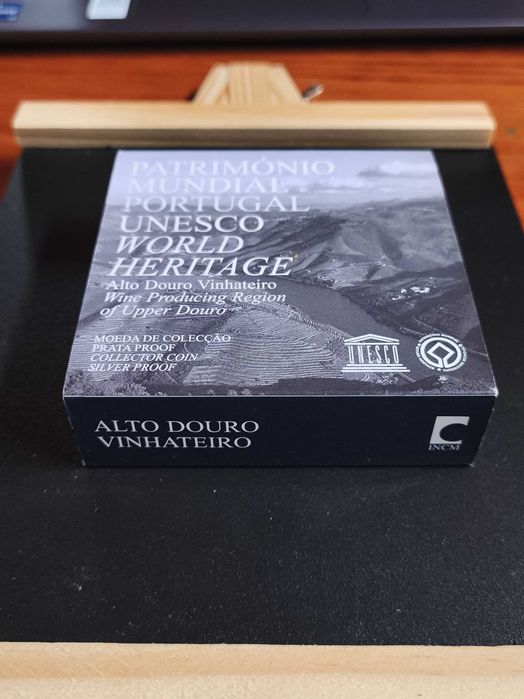 PATRIMÓNIO
MUNDIAL
PORTUGAL
UNESCO
WORLD
HERITAGE
Alto Douro Vinhateiro
Wine Producing Region
of Upper Douro
MOEDA DE COLECÇÃO
PRATA PROOF
COLLECTOR COIN
SILVER PROOF
UNESCO
ALTO DOURO
VINHATEIRO
INCM